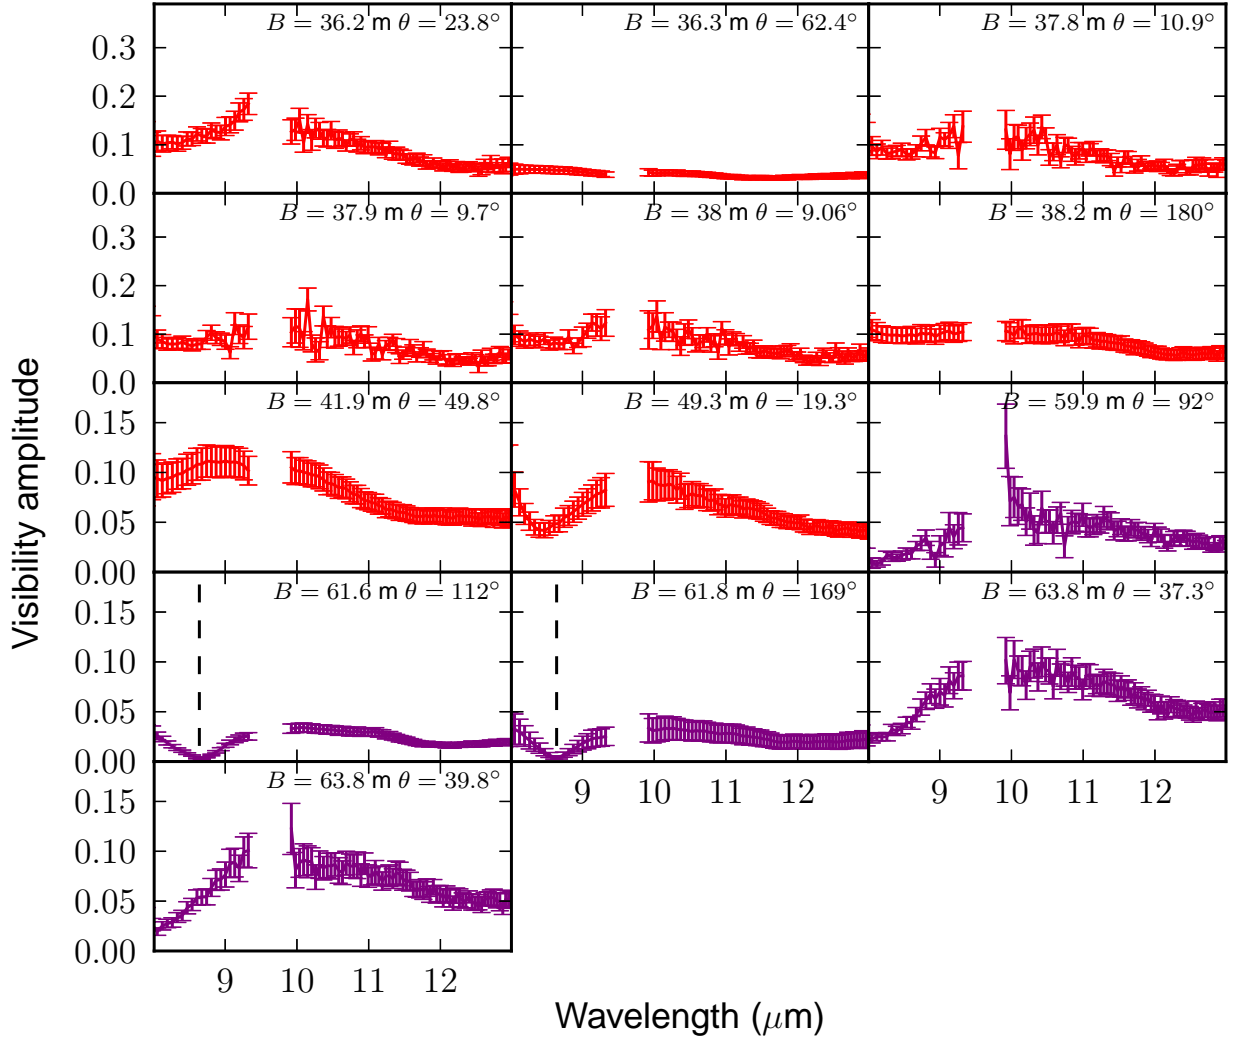 B = 36.2 m θ = 23.8°
B = 36.3 m θ = 62.4°
B = 37.8 m θ = 10.9°
0.3
0.2
0.1
0.0
B = 37.9 m θ = 9.7°
B = 38 m θ = 9.06°
B = 38.2 m θ = 180°
0.3
0.2
0.1
0.00
B = 41.9 m θ = 49.8°
B = 49.3 m θ = 19.3°
B = 59.9 m θ = 92°
0.15
0.10
0.05
0.00
B = 61.6 m θ = 112°
B = 61.8 m θ = 169°
B = 63.8 m θ = 37.3°
0.15
0.10
0.05
0.00
9 10 11 12
9 10 11 12
B = 63.8 m θ = 39.8°
0.15
0.10
0.05
0.00
9 10 11 12
Visibility amplitude
Wavelength (μm)